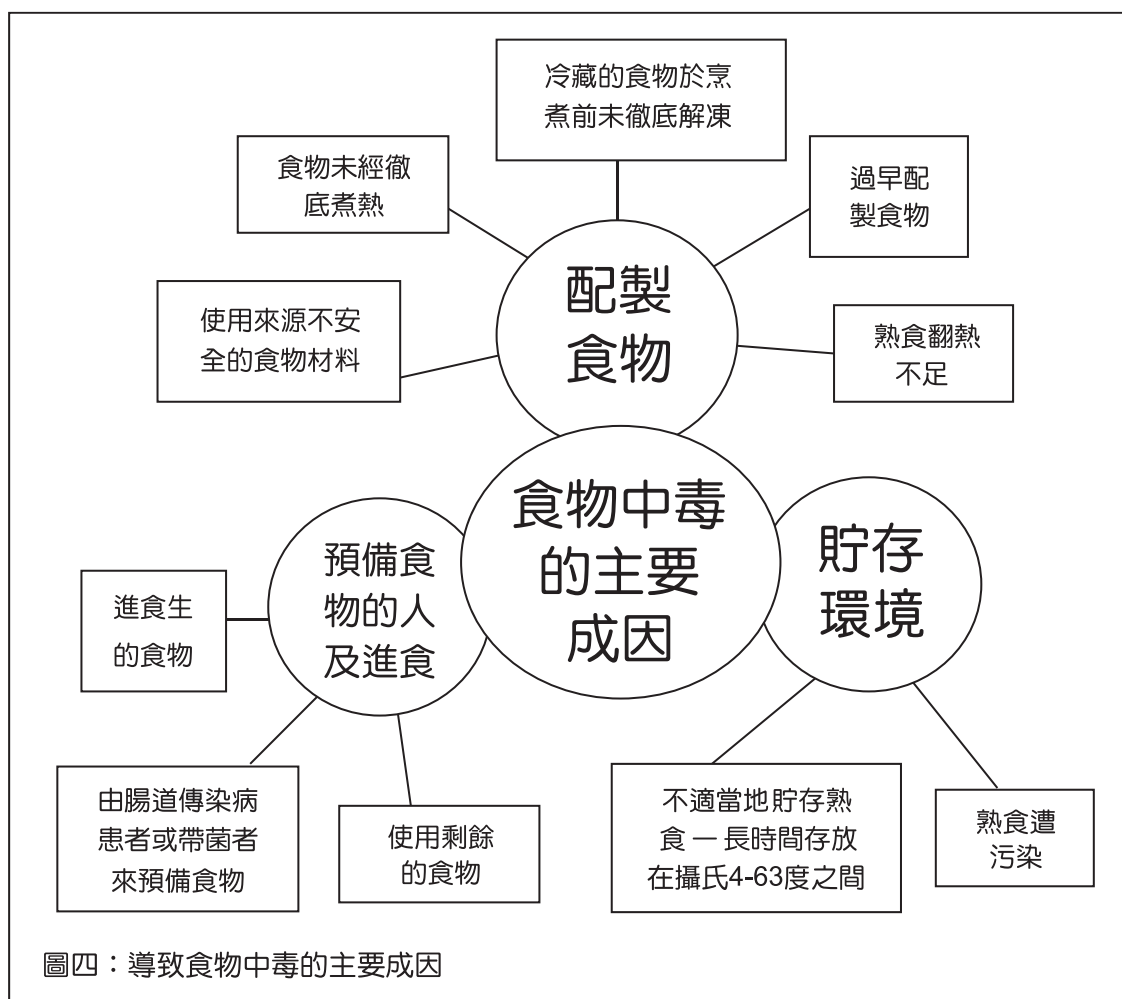 冷藏的食物於烹
煮前未徹底解凍
食物未經徹
底煮熱
過早配
製食物
使用來源不安
全的食物材料
配製
食物
熟食翻熱
不足
食物中毒
的主要
成因
預備食
物的人
及進食
貯存
環境
進食生
的食物
由腸道傳染病
患者或帶菌者
來預備食物
使用剩餘
的食物
不適當地貯存熟
食 — 長時間存放
在攝氏4-63度之間
熟食遭
污染
圖四：導致食物中毒的主要成因